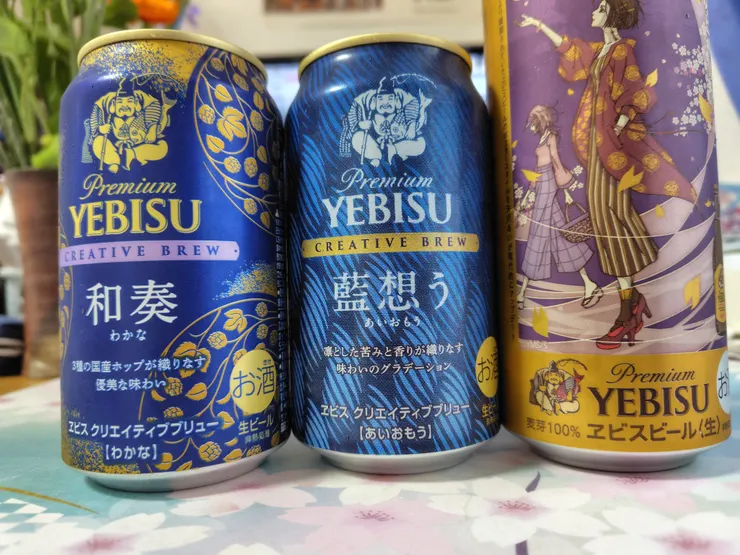 Premium
YEBISU
CREATIVE BREW
和奏
わかな
3種の国産ホップが織りなす
優美な味わい
お酒
ヱビス クリエイティブブリュー
【わかな】
生ビール
Premium
YEBISU
CREATIVE BREW
藍想う
あいおもう
凛とした苦みと香りが織りなす
味わいのグラデーション
お酒
ヱビス クリエイティブブリュー
【あいおもう】
Premium
YEBISU
麦芽100% ヱビスビール〈生〉